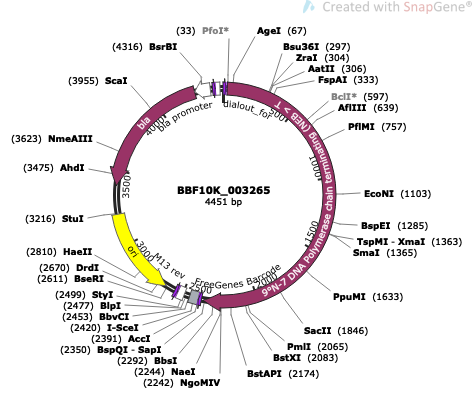 Created with SnapGene®
(33) PfoI*
AgeI (67)
(4316) BsrBI
Bsu36I (297)
ZraI (304)
AatII (306)
FspAI (333)
(3955) ScaI
BclI* (597)
AflIII (639)
PflMI (757)
(3623) NmeAIII
(3475) AhdI
EcoNI (1103)
(3216) StuI
BspEI (1285)
TspMI - XmaI (1363)
SmaI (1365)
(2810) HaeII
(2670) DrdI
(2611) BseRI
(2499) StyI
(2477) BlpI
(2453) BbvCI
(2420) I-SceI
(2391) AccI
(2350) BspQI - SapI
(2292) BbsI
(2244) NaeI
(2242) NgoMIV
PpuMI (1633)
SacII (1846)
PmlI (2065)
BstXI (2083)
BstAPI (2174)
BBF10K_003265
4451 bp
bla
bla promoter
dialout_for
9°N-7 DNA Polymerase chain terminating (NEB > T
FreeGenes Barcode
M13 rev
ori
500
1000
1500
2000
2500
3000
3500
4000